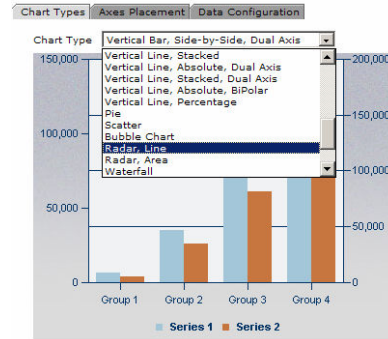 Chart Types Axes Placement Data Configuration
Chart Type Vertical Bar, Side-by-Side, Dual Axis
Vertical Line, Stacked
Vertical Line, Absolute, Dual Axis
Vertical Line, Stacked, Dual Axis
Vertical Line, Absolute, BiPolar
Vertical Line, Percentage
Pie
Scatter
Bubble Chart
Radar, Line
Radar, Area
Waterfall
150,000
100,000
50,000
0
200,000
150,000
100,000
50,000
0
Group 1 Group 2 Group 3 Group 4
Series 1 Series 2